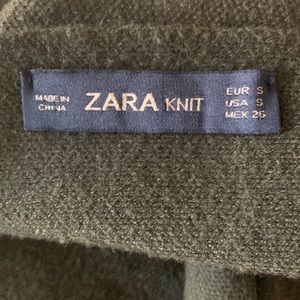 MADE IN
CHINA
ZARA KNIT
EUR S
USA S
MEX 26